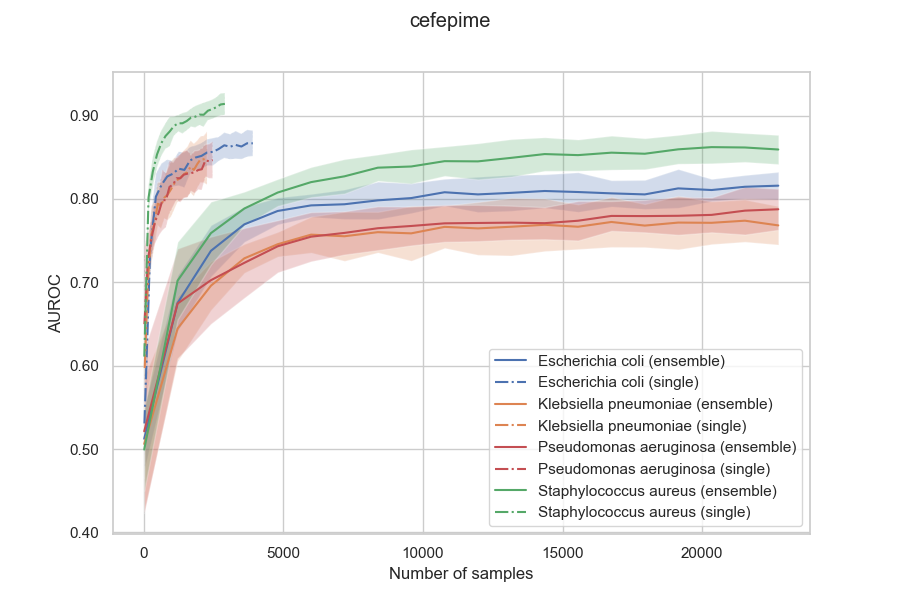 cefepime
AUROC
0.90
0.80
0.70
0.60
0.50
0.40
0
5000
10000
15000
20000
Number of samples
Escherichia coli (ensemble)
Escherichia coli (single)
Klebsiella pneumoniae (ensemble)
Klebsiella pneumoniae (single)
Pseudomonas aeruginosa (ensemble)
Pseudomonas aeruginosa (single)
Staphylococcus aureus (ensemble)
Staphylococcus aureus (single)